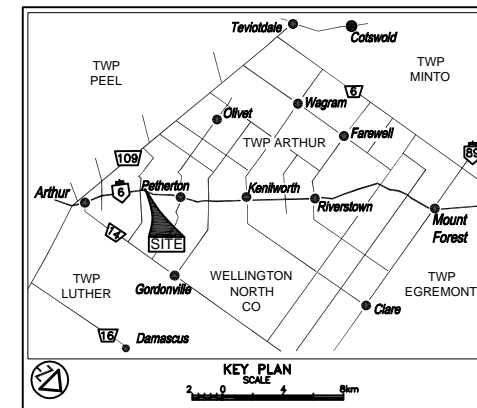 Teviotdale
Cotswold
TWP
PEEL
TWP
MINTO
6
Wagram
Olivet
TWP ARTHUR
Farewell
89
109
Arthur
6
Petherton
Kenilworth
Riverstown
Mount
Forest
14
SITE
TWP
LUTHER
Gordonville
WELLINGTON
NORTH
CO
TWP
EGREMONT
Clare
16
Damascus
N
KEY PLAN
SCALE
2 0 4 8km